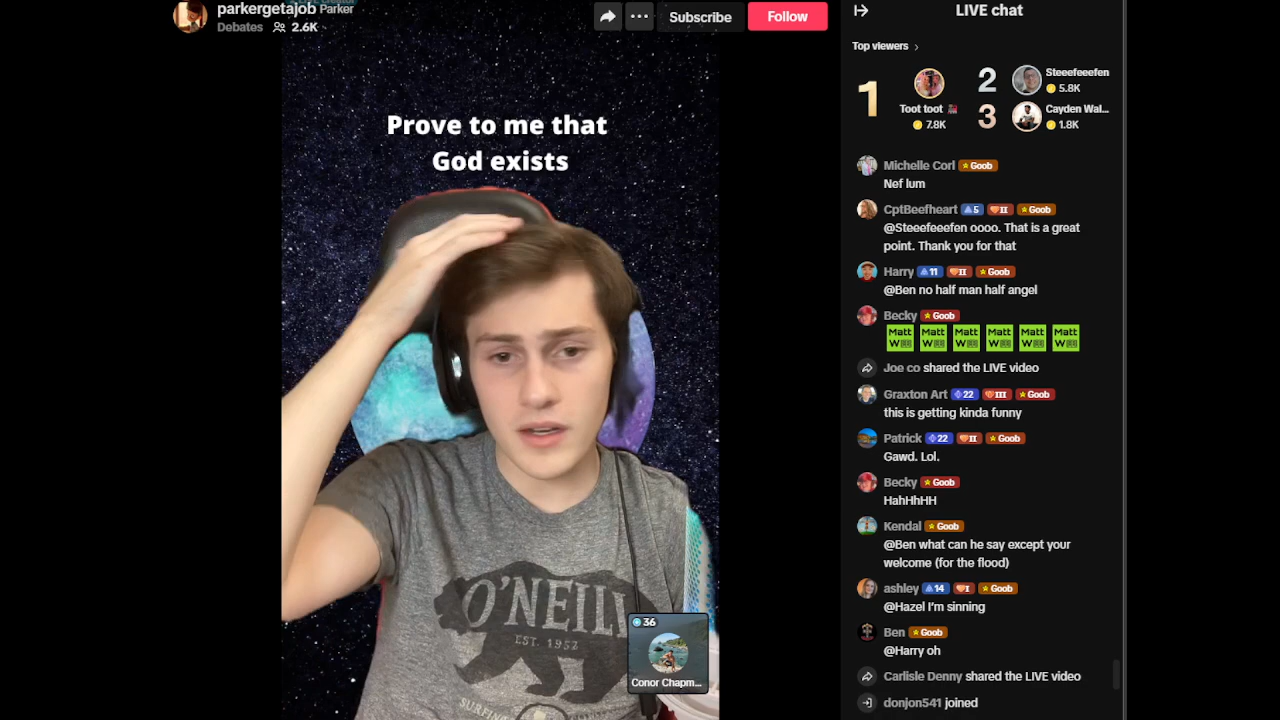 parkergetajob Parker
Debates 2.6K
Subscribe
Follow
Prove to me that
God exists
O'NEILL
EST. 1952
SURFING
36
Conor Chapm...
LIVE chat
Top viewers
1
Toot toot
7.8K
2
Steeefeeefen
5.8K
3
Cayden Wal...
1.8K
Michelle Corl Goob
Nef lum
CptBeefheart 5 II Goob
@Steeefeeefen oooo. That is a great
point. Thank you for that
Harry 11 II Goob
@Ben no half man half angel
Becky Goob
Matt Matt Matt Matt Matt Matt
Joe co shared the LIVE video
Graxton Art 22 III Goob
this is getting kinda funny
Patrick 22 II Goob
Gawd. Lol.
Becky Goob
HahHhHH
Kendal Goob
@Ben what can he say except your
welcome (for the flood)
ashley 14 I Goob
@Hazel I'm sinning
Ben Goob
@Harry oh
Carlisle Denny shared the LIVE video
donjon541 joined